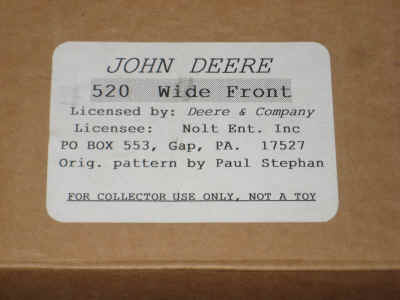 JOHN DEERE
520 Wide Front
Licensed by: Deere & Company
Licensee: Nolt Ent. Inc
PO BOX 553, Gap, PA. 17527
Orig. pattern by Paul Stephan
FOR COLLECTOR USE ONLY, NOT A TOY